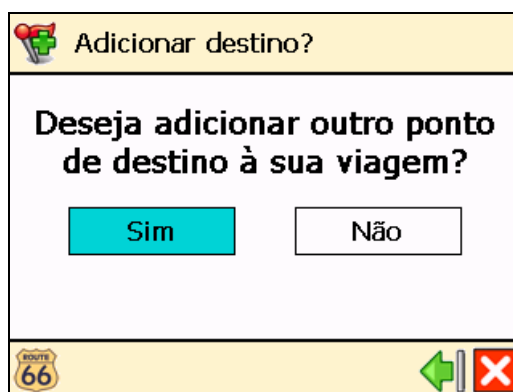 Adicionar destino?
Deseja adicionar outro ponto
de destino à sua viagem?
Sim Não
ROUTE
66